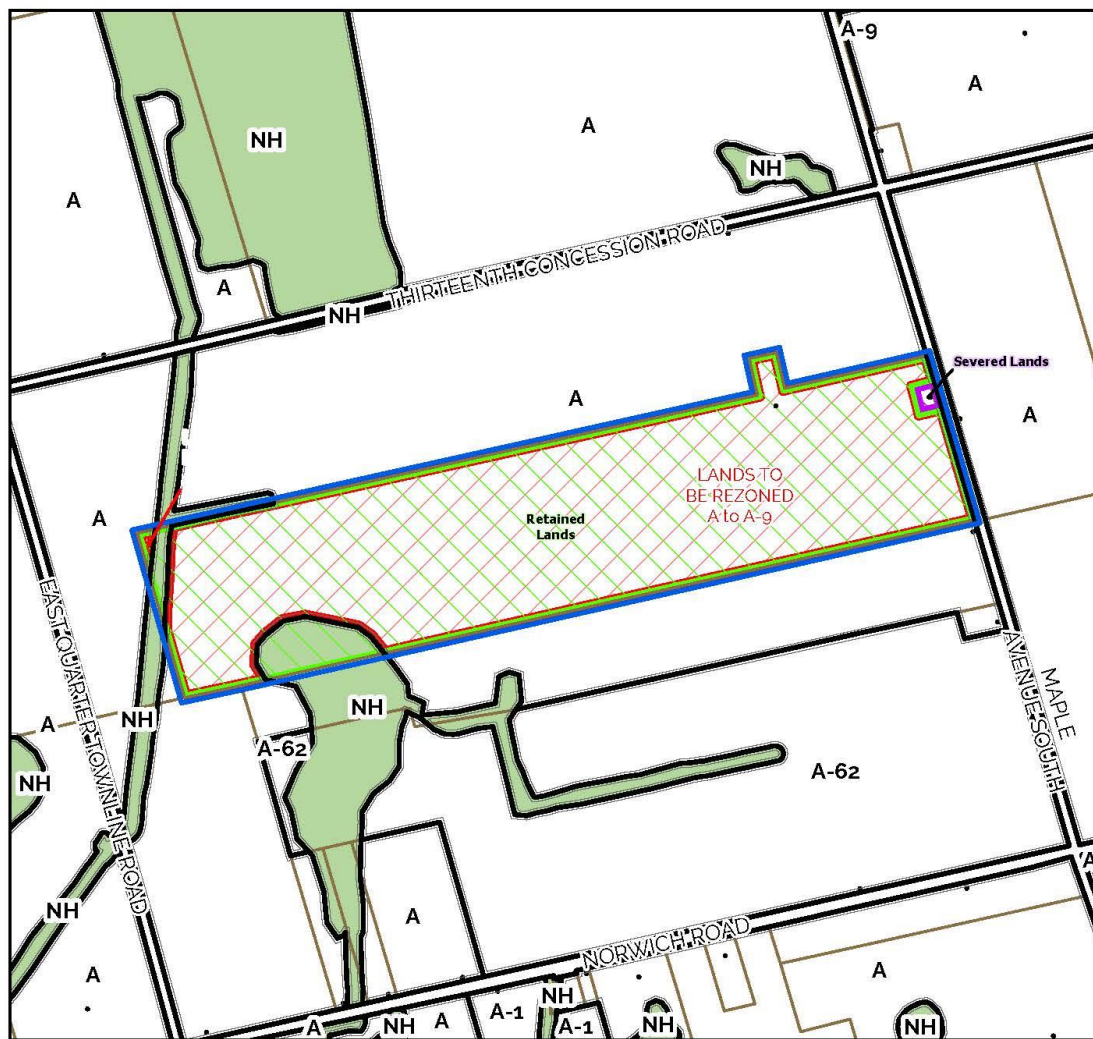 A-9
A
A
NH
NH
A
A
THIRTEENTH CONCESSION ROAD
NH
Severed Lands
A
A
LANDS TO
BE REZONED
A to A-9
Retained
Lands
A
EAST QUARTER TOWNLINE ROAD
MAPLE
AVENUE SOUTH
NH
A
NH
A-62
A-62
NH
A
NH
A
NORWICH ROAD
A
A
NH
A-1
A
NH
A
A-1
NH
NH